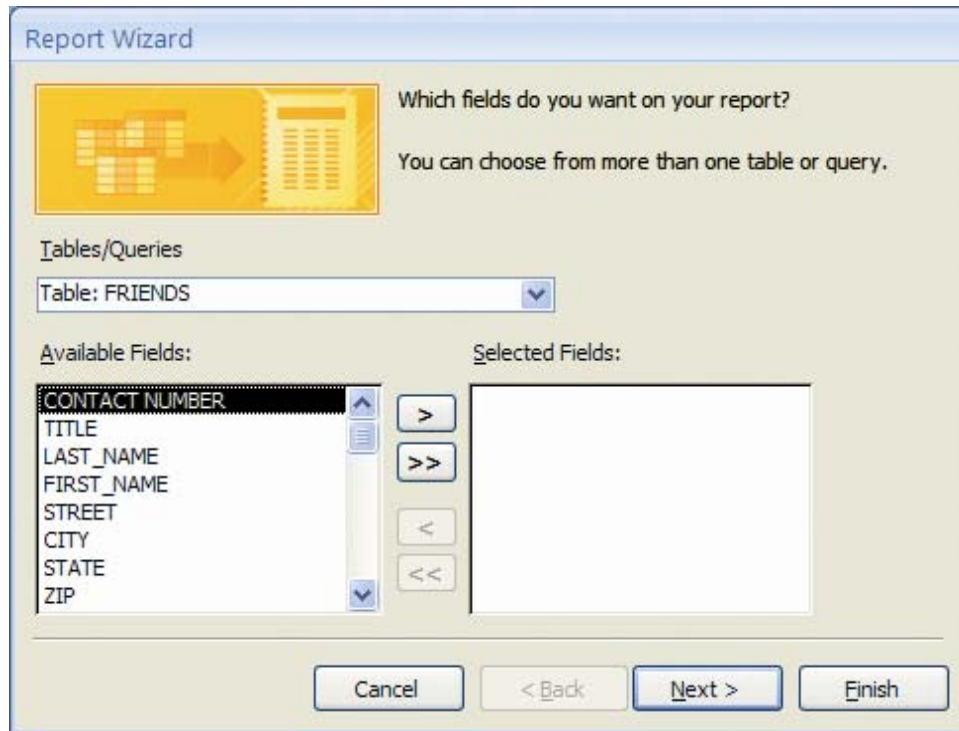 Report Wizard
Which fields do you want on your report?
You can choose from more than one table or query.
Tables/Queries
Table: FRIENDS
Available Fields:
Selected Fields:
CONTACT NUMBER
TITLE
LAST_NAME
FIRST_NAME
STREET
CITY
STATE
ZIP
>
>>
<
<<
Cancel
< Back
Next >
Finish